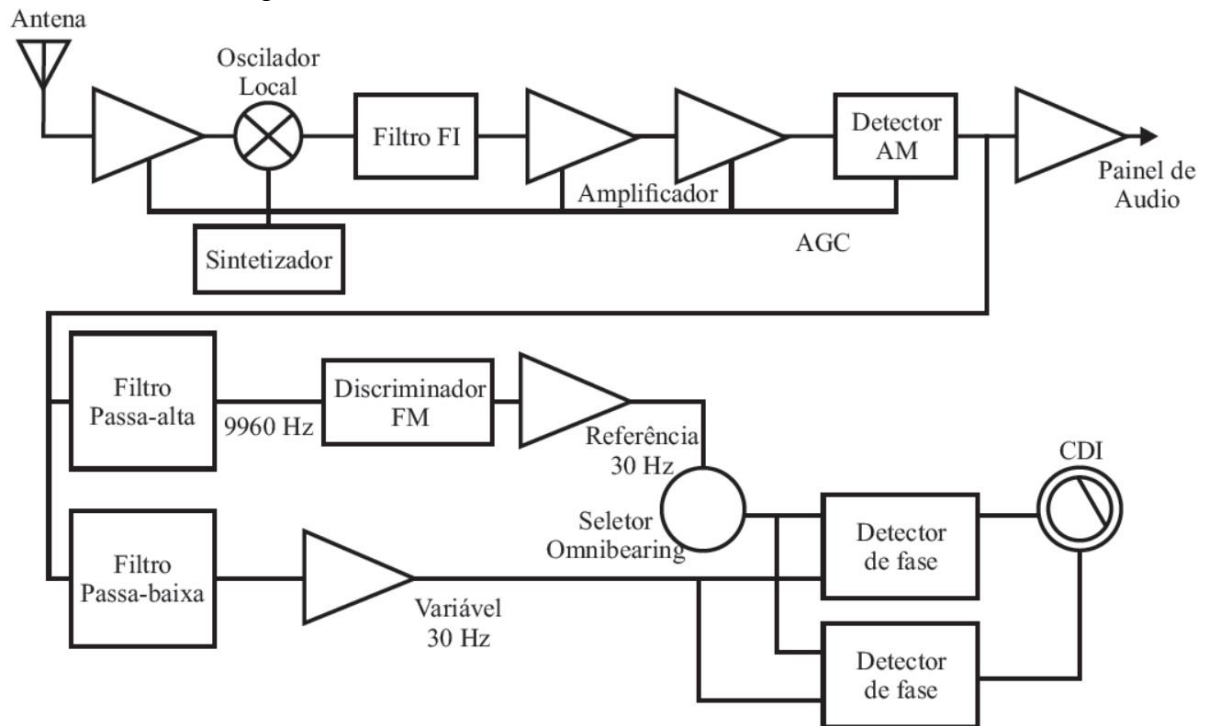 Antena
Oscilador
Local
Filtro FI
Detector
AM
Painel de
Audio
Amplificador
AGC
Sintetizador
Filtro
Passa-alta
9960 Hz
Discriminador
FM
Referência
30 Hz
CDI
Seletor
Omnibearing
Detector
de fase
Filtro
Passa-baixa
Variável
30 Hz
Detector
de fase